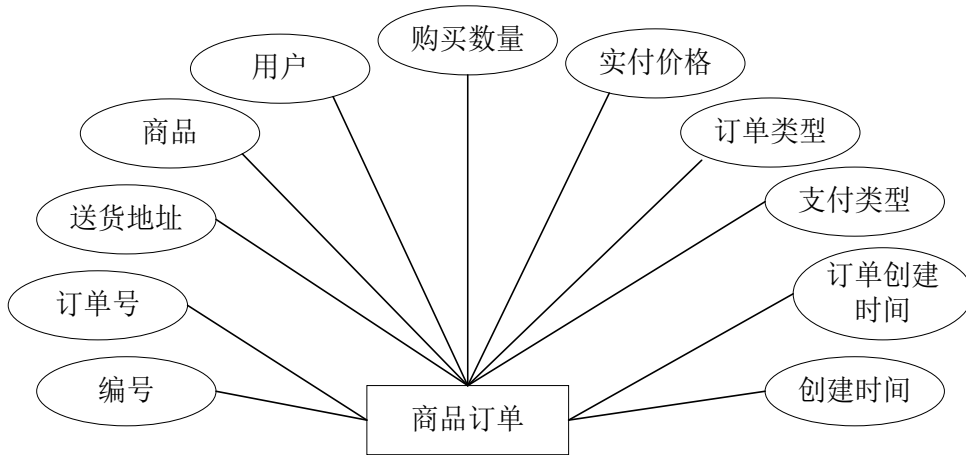 购买数量
用户
实付价格
商品
订单类型
送货地址
支付类型
订单号
订单创建
时间
编号
商品订单
创建时间